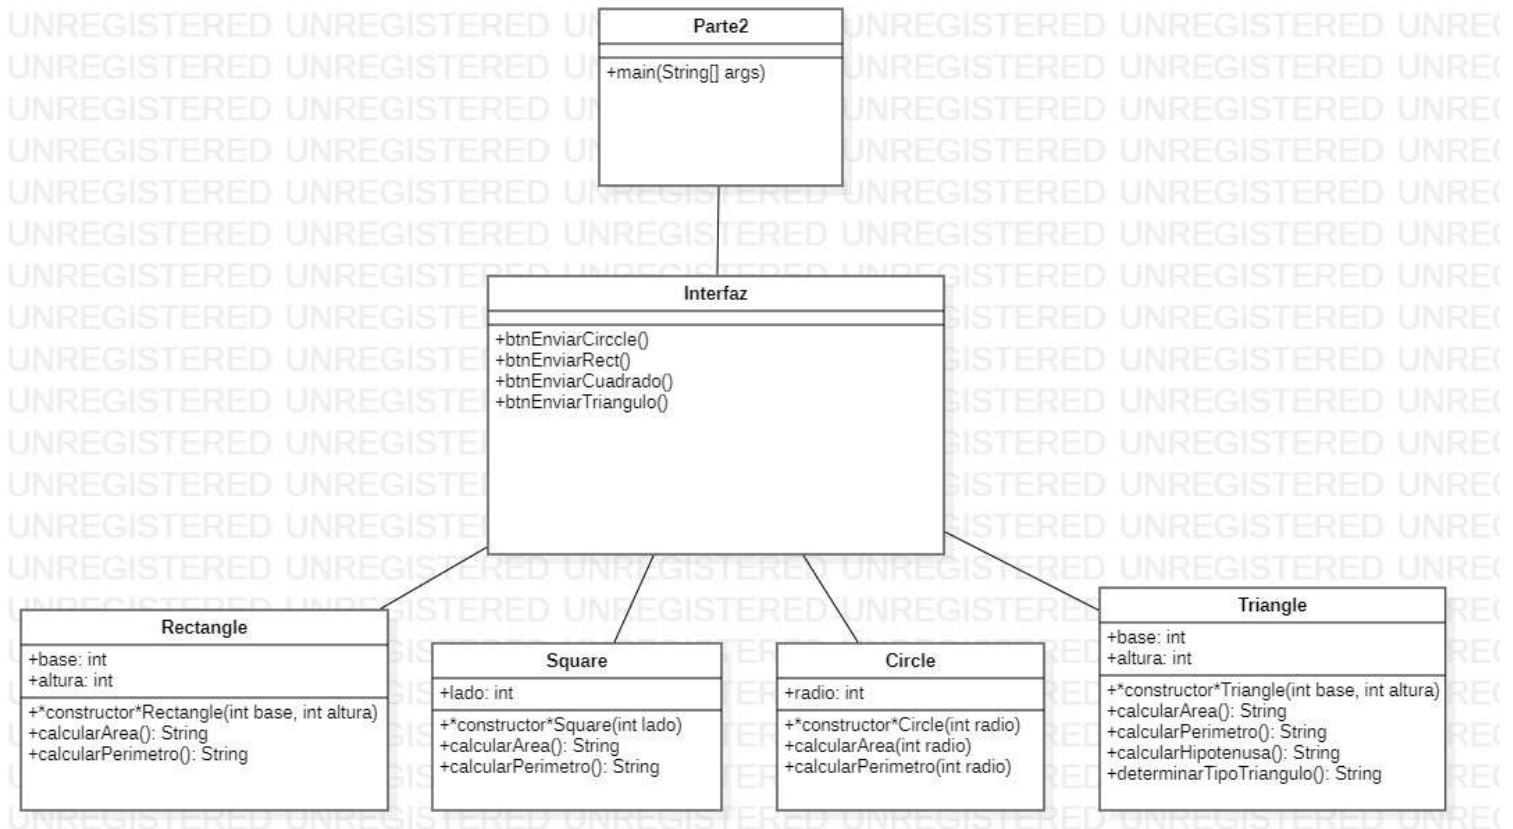 Parte2
+main(String[] args)
Interfaz
+btnEnviarCirccle()
+btnEnviarRect()
+btnEnviarCuadrado()
+btnEnviarTriangulo()
Rectangle
+base: int
+altura: int
+*constructor*Rectangle(int base, int altura)
+calcularArea(): String
+calcularPerimetro(): String
Square
+lado: int
+*constructor*Square(int lado)
+calcularArea(): String
+calcularPerimetro(): String
Circle
+radio: int
+*constructor*Circle(int radio)
+calcularArea(int radio)
+calcularPerimetro(int radio)
Triangle
+base: int
+altura: int
+*constructor*Triangle(int base, int altura)
+calcularArea(): String
+calcularPerimetro(): String
+calcularHipotenusa(): String
+determinarTipoTriangulo(): String
UNREGISTERED